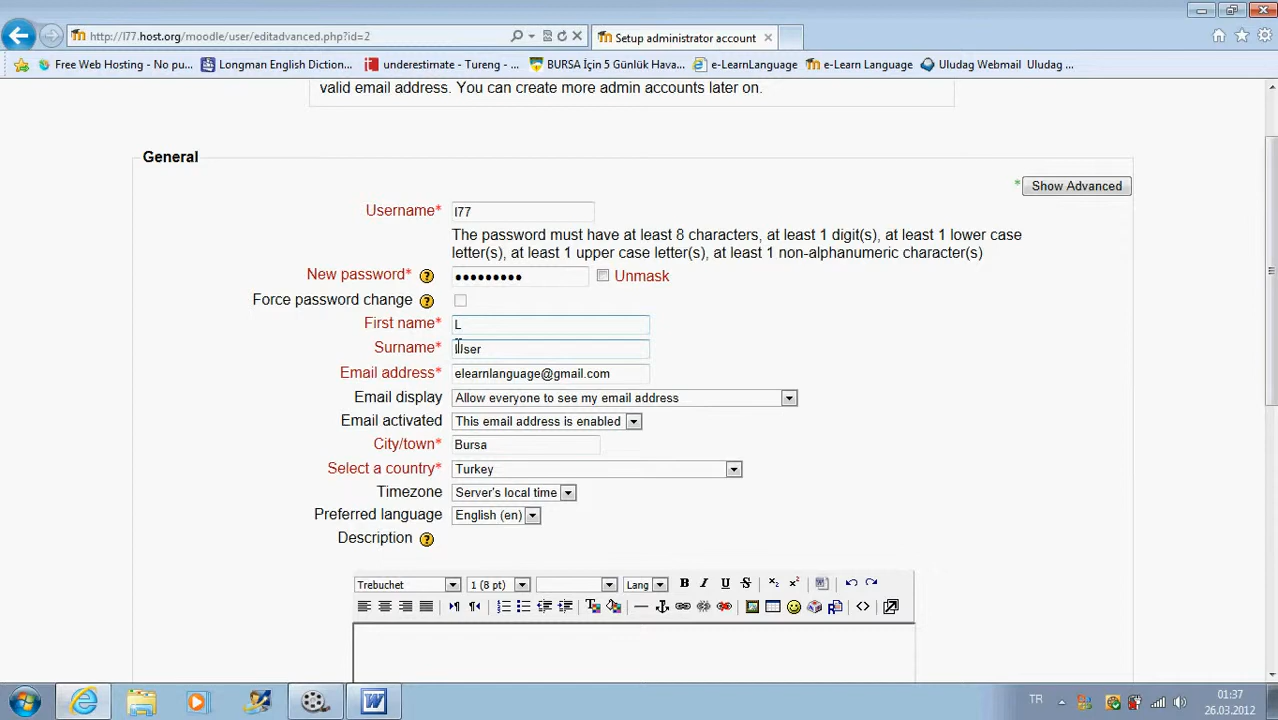 http://l77.host.org/moodle/user/editadvanced.php?id=2
Setup administrator account
Free Web Hosting - No pu...
Longman English Diction...
underestimate - Tureng - ...
BURSA İçin 5 Günlük Hava...
e-LearnLanguage
e-Learn Language
Uludag Webmail Uludag ...
valid email address. You can create more admin accounts later on.
General
* Show Advanced
Username* l77
The password must have at least 8 characters, at least 1 digit(s), at least 1 lower case
letter(s), at least 1 upper case letter(s), at least 1 non-alphanumeric character(s)
New password* ●●●●●●●●● Unmask
Force password change
First name* L
Surname* User
Email address* elearnlanguage@gmail.com
Email display Allow everyone to see my email address
Email activated This email address is enabled
City/town* Bursa
Select a country* Turkey
Timezone Server's local time
Preferred language English (en)
Description
Trebuchet 1 (8 pt) Lang B I U S
TR 01:37
26.03.2012